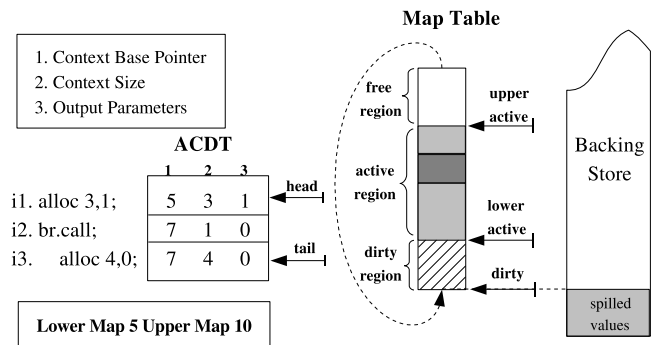 Map Table
1. Context Base Pointer
2. Context Size
3. Output Parameters
ACDT
1 2 3
i1. alloc 3,1; 5 3 1 head
i2. br.call; 7 1 0
i3. alloc 4,0; 7 4 0 tail
Lower Map 5 Upper Map 10
free
region
active
region
dirty
region
upper
active
lower
active
dirty
Backing
Store
spilled
values